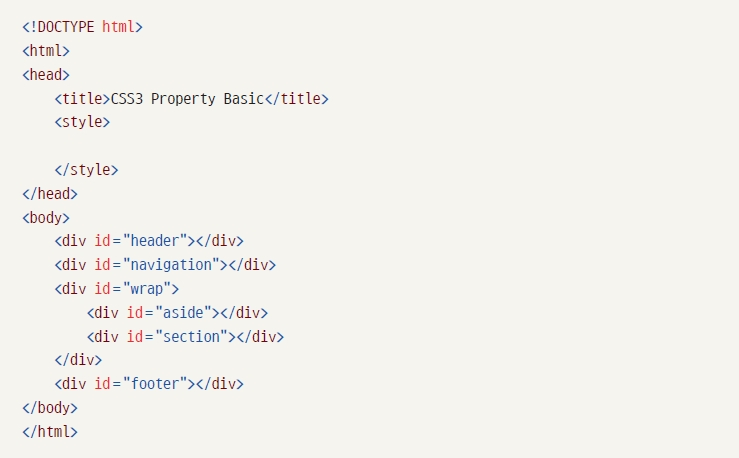 <!DOCTYPE html>
<html>
<head>
    <title>CSS3 Property Basic</title>
    <style>

    </style>
</head>
<body>
    <div id="header"></div>
    <div id="navigation"></div>
    <div id="wrap">
        <div id="aside"></div>
        <div id="section"></div>
    </div>
    <div id="footer"></div>
</body>
</html>